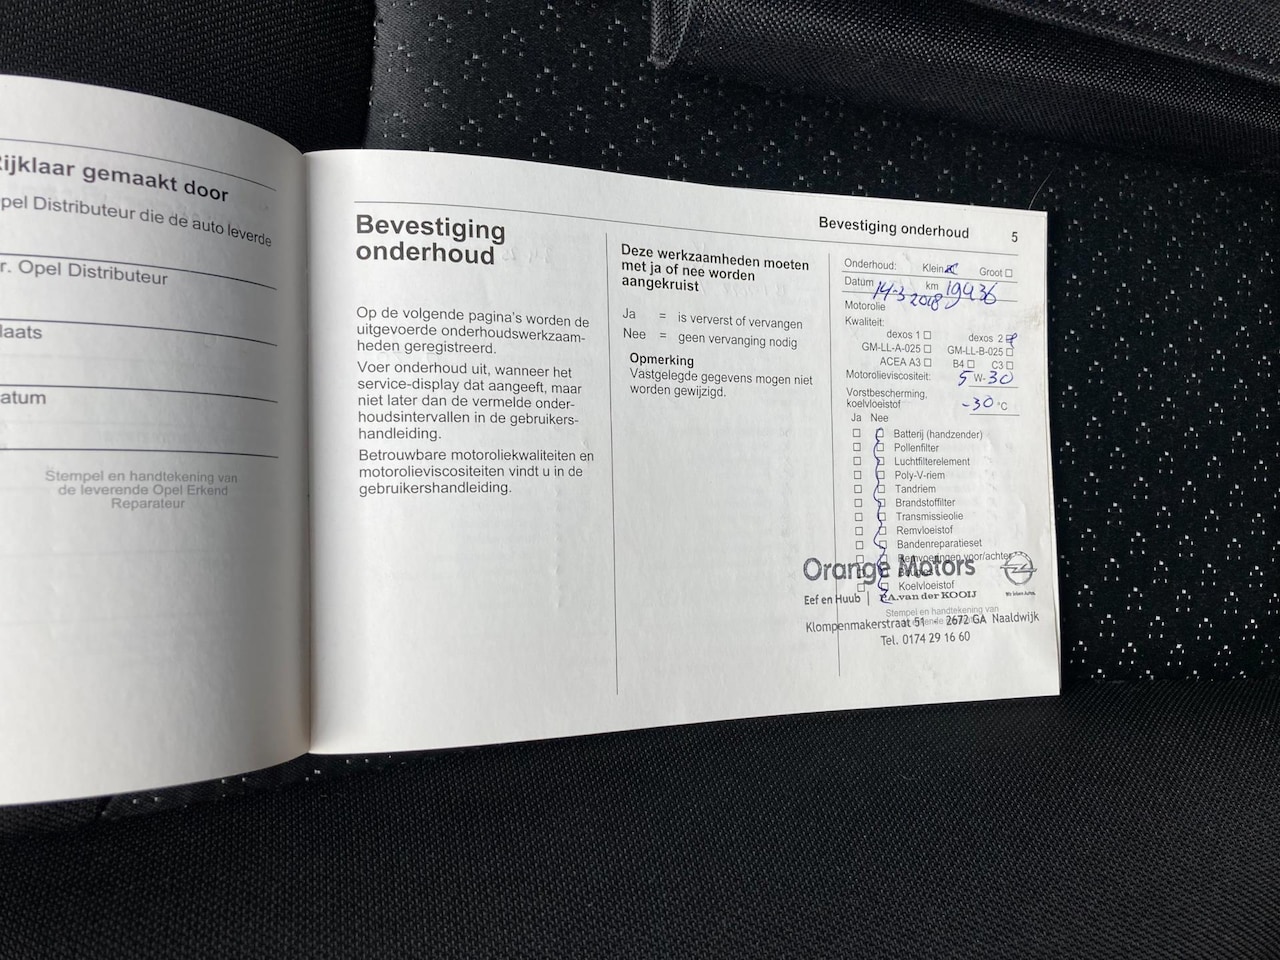 Rijklaar gemaakt door
Opel Distributeur die de auto leverde
r. Opel Distributeur
laats
atum
Stempel en handtekening van
de leverende Opel Erkend
Reparateur
Bevestiging onderhoud 5
Bevestiging
onderhoud
Op de volgende pagina's worden de
uitgevoerde onderhoudswerkzaam-
heden geregistreerd.
Voer onderhoud uit, wanneer het
service-display dat aangeeft, maar
niet later dan de vermelde onder-
houdsintervallen in de gebruikers-
handleiding.
Betrouwbare motoroliekwaliteiten en
motorolieviscositeiten vindt u in de
gebruikershandleiding.
Deze werkzaamheden moeten
met ja of nee worden
aangekruist
Ja = is ververst of vervangen
Nee = geen vervanging nodig
Opmerking
Vastgelegde gegevens mogen niet
worden gewijzigd.
Onderhoud: Klein Groot
Datum 14-3 2018 km 19436
Motorolie
Kwaliteit:
dexos 1 dexos 2
GM-LL-A-025 GM-LL-B-025
ACEA A3 B4 C3
Motorolieviscositeit: 5 W-30
Vorstbescherming,
koelvloeistof -30 °C
Ja Nee
Batterij (handzender)
Pollenfilter
Luchtfilterelement
Poly-V-riem
Tandriem
Brandstoffilter
Transmissieolie
Remvloeistof
Bandenreparatieset
Remvoeringen voor/achter
Orange Motors
Koelvloeistof
Eef en Huub | P.A.van der KOOIJ
Wir leben Autos.
Stempel en handtekening van
Klompenmakerstraat 51 - 2672 GA Naaldwijk
Tel. 0174 29 16 60